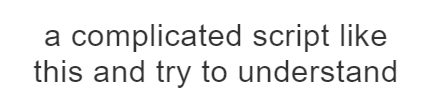 a complicated script like
this and try to understand